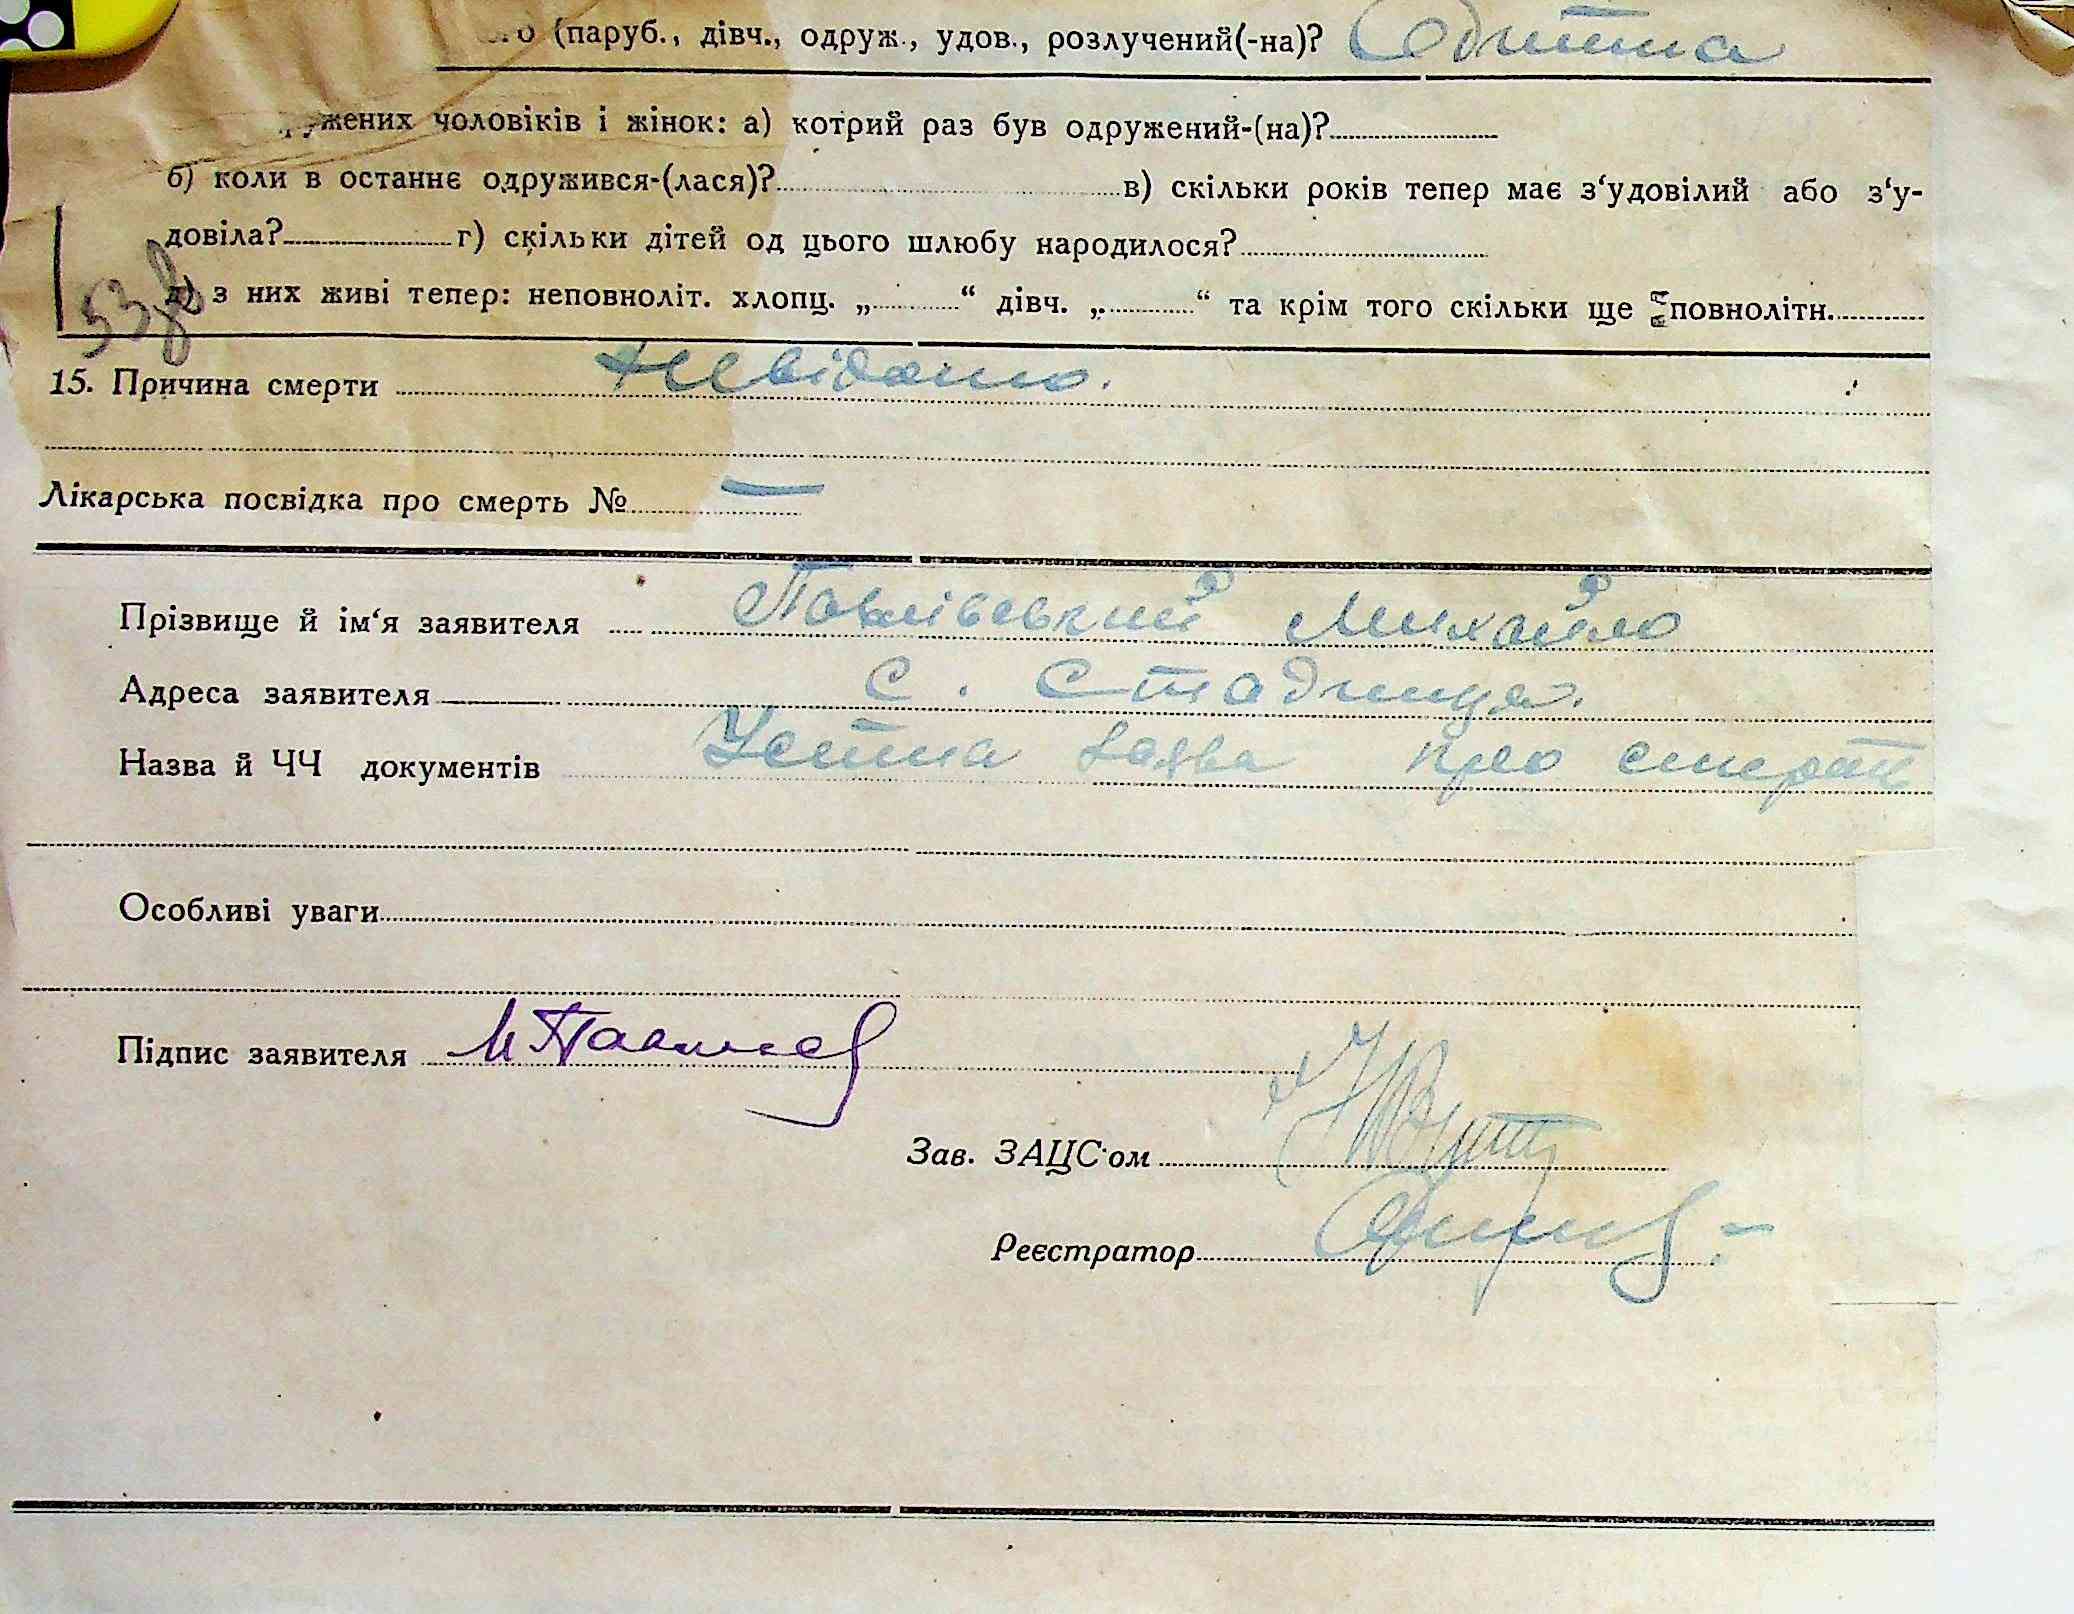 (паруб., дівч., одруж., удов., розлучений(-на)? дитина
ружених чоловіків і жінок: а) котрий раз був одружений-(на)?
б) коли в останнє одружився-(лася)? в) скільки років тепер має з‘удовілий або з‘у-
довіла? г) скільки дітей од цього шлюбу народилося?
д) з них живі тепер: неповноліт. хлопц. „ “ дівч. „ “ та крім того скільки ще повнолітн.
53
15. Причина смерти невідомо.
Лікарська посвідка про смерть № —
Прізвище й ім‘я заявителя Павлівський Михайло
Адреса заявителя с. Стадниця.
Назва й ЧЧ документів Устна заява про смерть
Особливі уваги
Підпис заявителя
Зав. ЗАЦС‘ом
Реєстратор